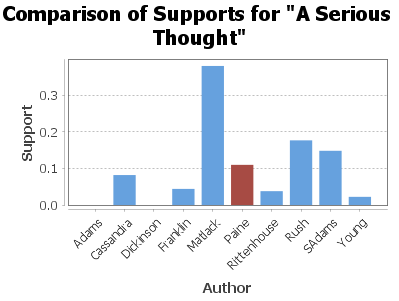 Comparison of Supports for "A Serious
Thought"
Support
0.3
0.2
0.1
0.0
Adams
Cassandra
Dickinson
Franklin
Matlack
Paine
Rittenhouse
Rush
SAdams
Young
Author